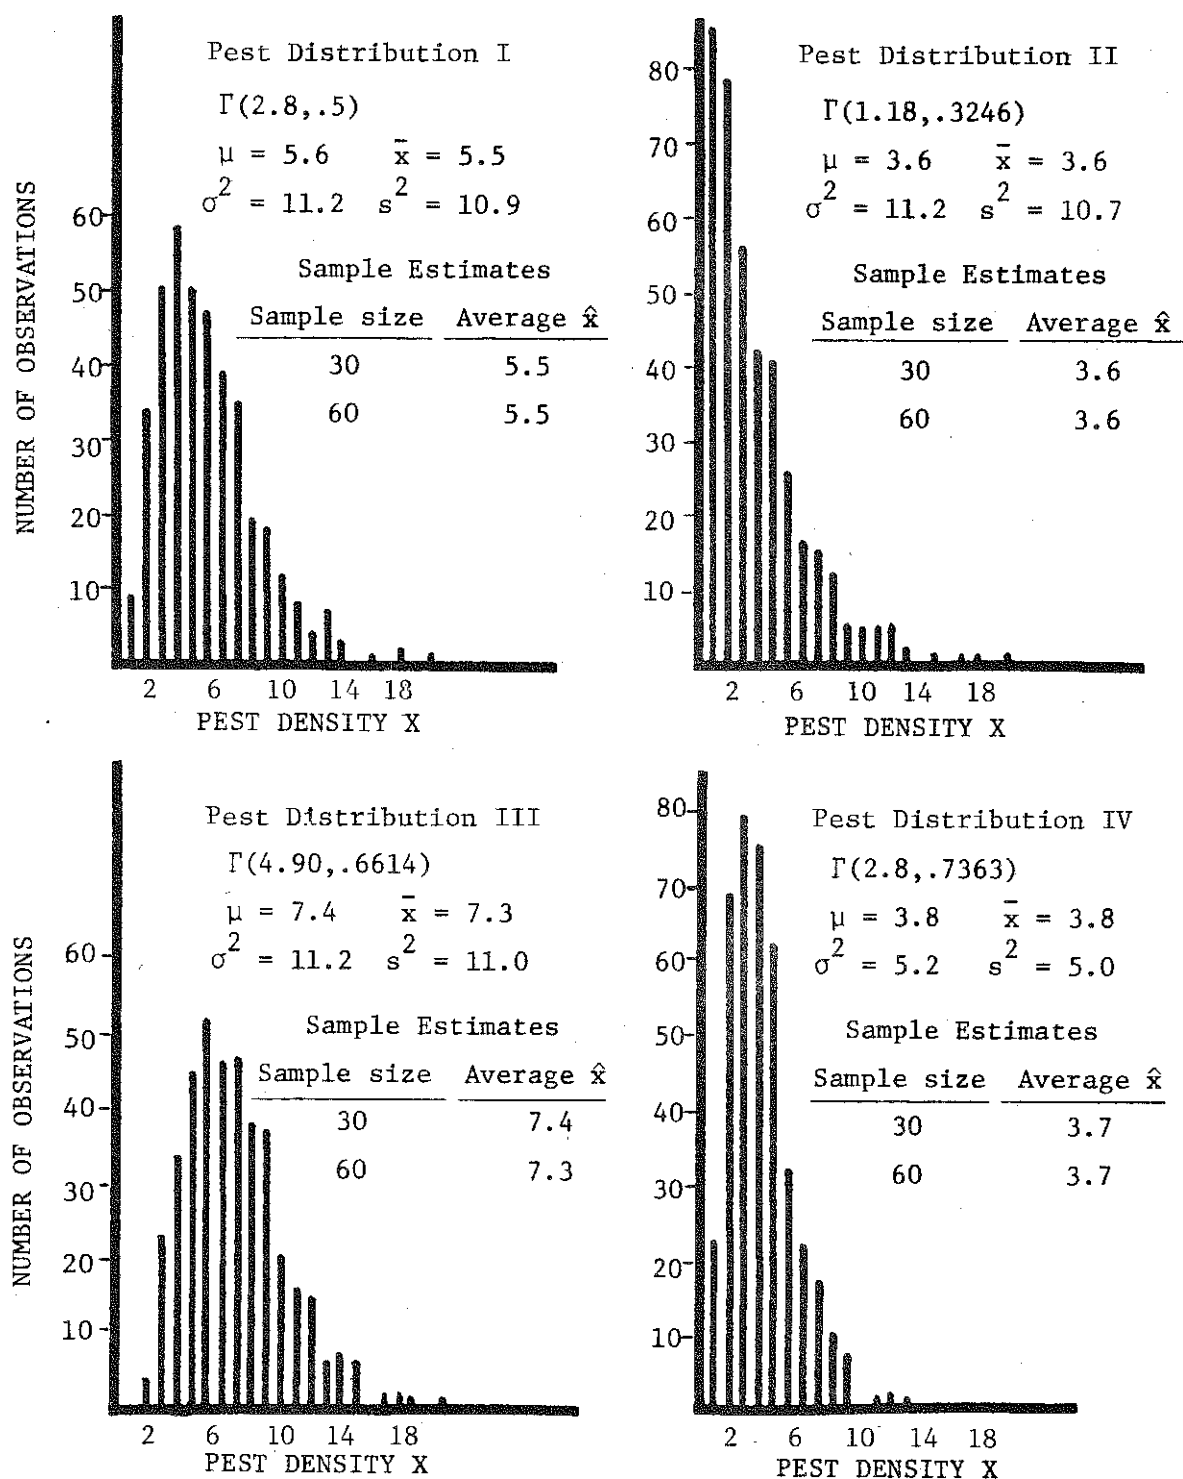 Pest Distribution I
Γ(2.8,.5)
μ = 5.6 x̄ = 5.5
σ² = 11.2 s² = 10.9
Sample Estimates
Sample size Average x̂
30 5.5
60 5.5
NUMBER OF OBSERVATIONS
60
50
40
30
20
10
2 6 10 14 18
PEST DENSITY X
Pest Distribution II
Γ(1.18,.3246)
μ = 3.6 x̄ = 3.6
σ² = 11.2 s² = 10.7
Sample Estimates
Sample size Average x̂
30 3.6
60 3.6
80
70
60
50
40
30
20
10
2 6 10 14 18
PEST DENSITY X
Pest Distribution III
Γ(4.90,.6614)
μ = 7.4 x̄ = 7.3
σ² = 11.2 s² = 11.0
Sample Estimates
Sample size Average x̂
30 7.4
60 7.3
NUMBER OF OBSERVATIONS
60
50
40
30
20
10
2 6 10 14 18
PEST DENSITY X
Pest Distribution IV
Γ(2.8,.7363)
μ = 3.8 x̄ = 3.8
σ² = 5.2 s² = 5.0
Sample Estimates
Sample size Average x̂
30 3.7
60 3.7
80
70
60
50
40
30
20
10
2 6 10 14 18
PEST DENSITY X